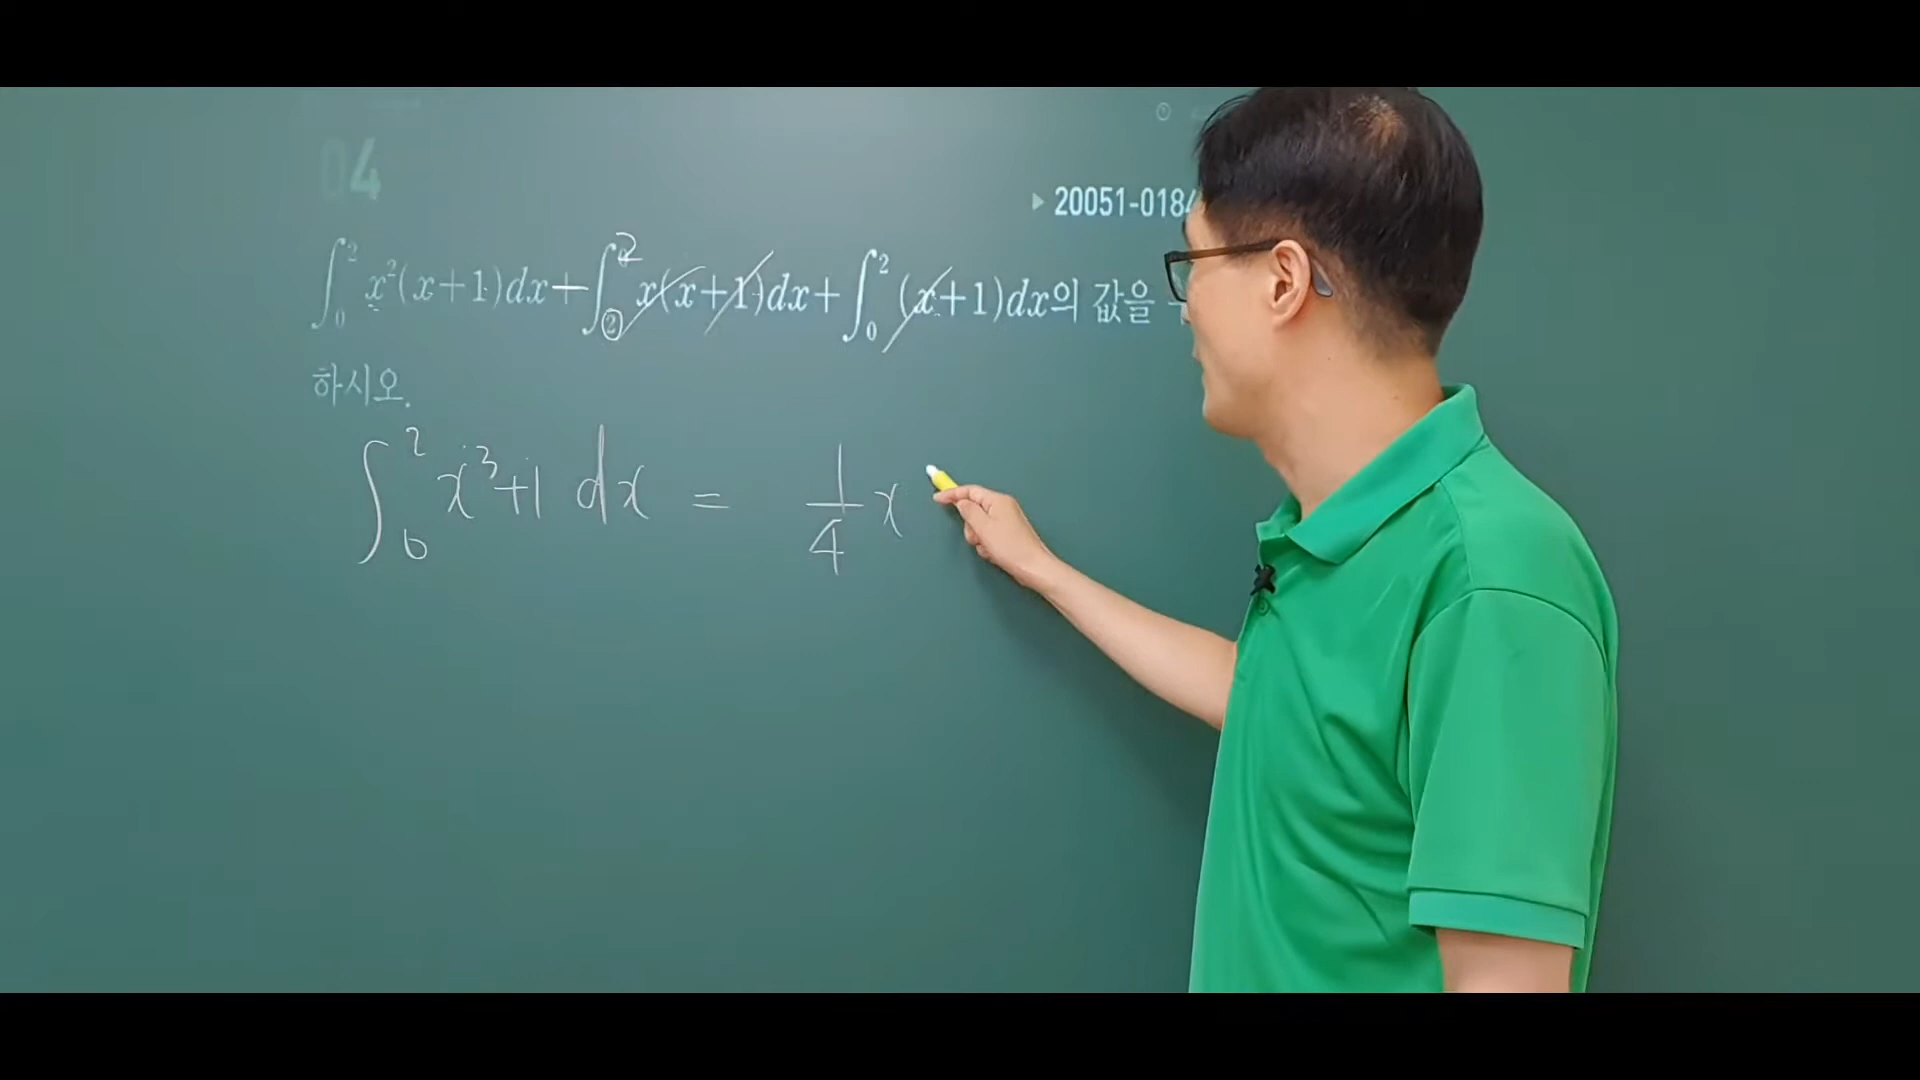 04
▶ 20051-0184
∫₀² x²(x+1)dx+∫₂⁰ x(x+1)dx+∫₀² (x+1)dx의 값을
하시오.
∫₀² x³+1 dx = 1/4 x